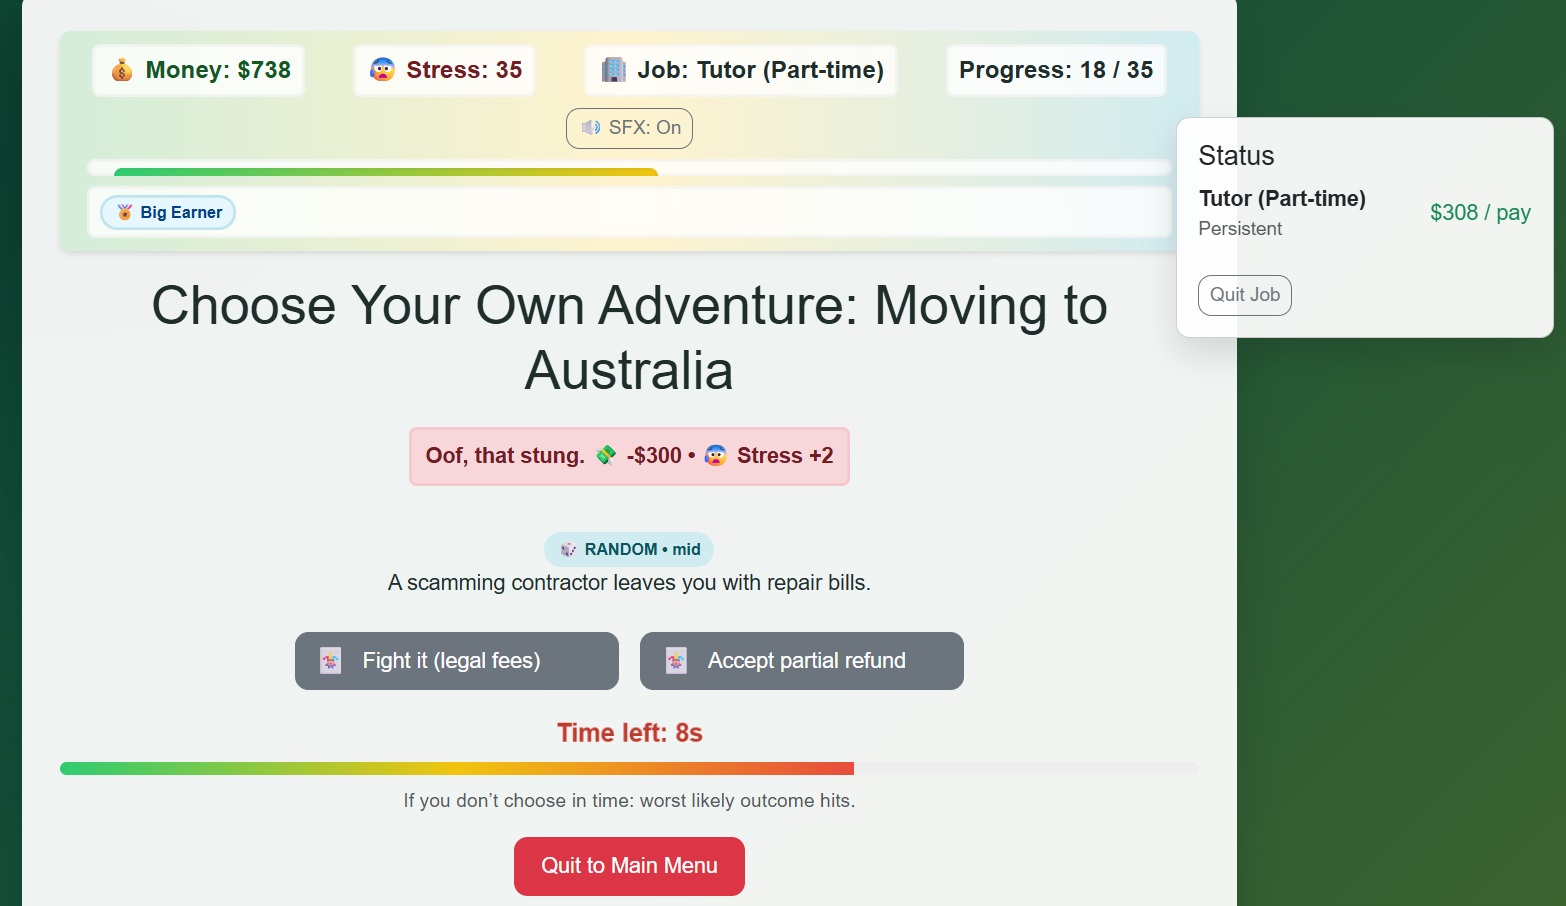 Money: $738
Stress: 35
Job: Tutor (Part-time)
Progress: 18 / 35
SFX: On
Big Earner
Status
Tutor (Part-time)
Persistent
$308 / pay
Quit Job
Choose Your Own Adventure: Moving to
Australia
Oof, that stung. 💸 -$300 • 😰 Stress +2
RANDOM • mid
A scamming contractor leaves you with repair bills.
Fight it (legal fees)
Accept partial refund
Time left: 8s
If you don’t choose in time: worst likely outcome hits.
Quit to Main Menu